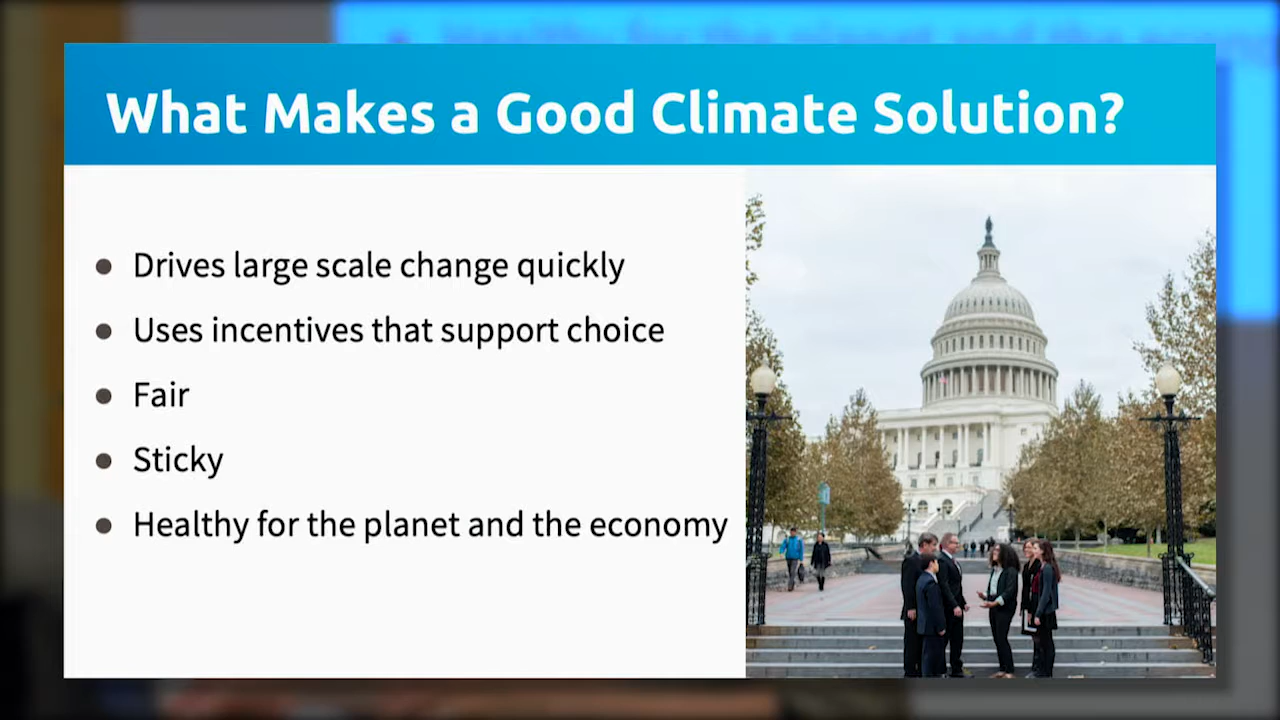 What Makes a Good Climate Solution?
● Drives large scale change quickly
● Uses incentives that support choice
● Fair
● Sticky
● Healthy for the planet and the economy